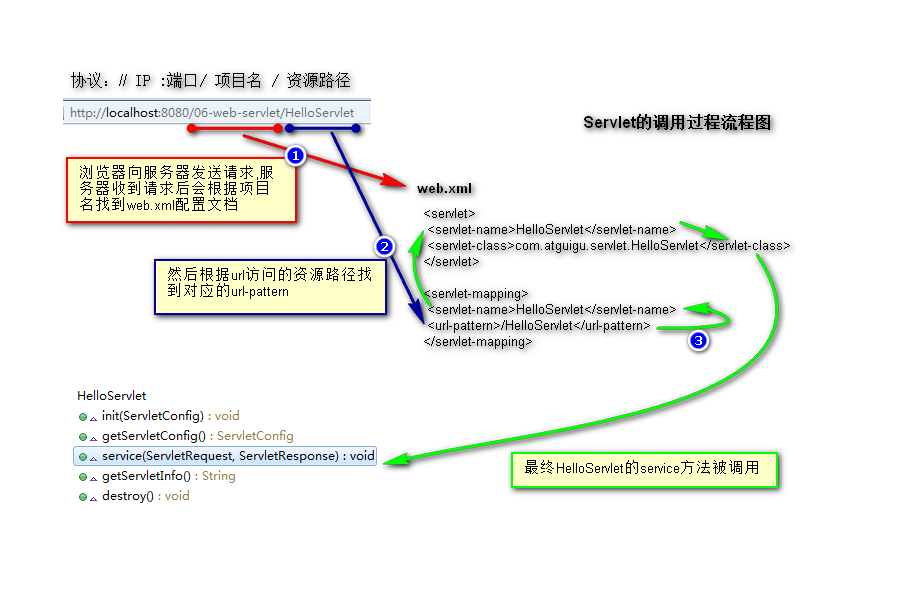 协议：// IP :端口/ 项目名 / 资源路径
http://localhost:8080/06-web-servlet/HelloServlet
Servlet的调用过程流程图
1
浏览器向服务器发送请求,服
务器收到请求后会根据项目
名找到web.xml配置文档
web.xml
<servlet>
<servlet-name>HelloServlet</servlet-name>
<servlet-class>com.atguigu.servlet.HelloServlet</servlet-class>
</servlet>
2
然后根据url访问的资源路径找
到对应的url-pattern
<servlet-mapping>
<servlet-name>HelloServlet</servlet-name>
<url-pattern>/HelloServlet</url-pattern>
</servlet-mapping>
3
HelloServlet
init(ServletConfig) : void
getServletConfig() : ServletConfig
service(ServletRequest, ServletResponse) : void
getServletInfo() : String
destroy() : void
最终HelloServlet的service方法被调用